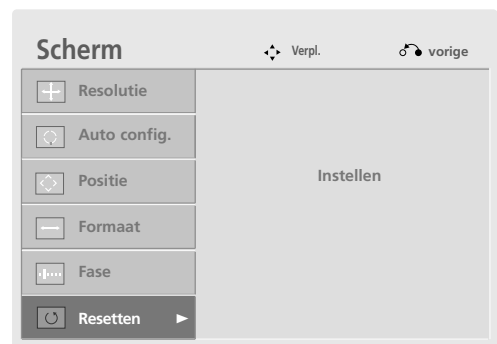 Scherm Verpl. vorige
Resolutie
Auto config.
Positie
Instellen
Formaat
Fase
Resetten